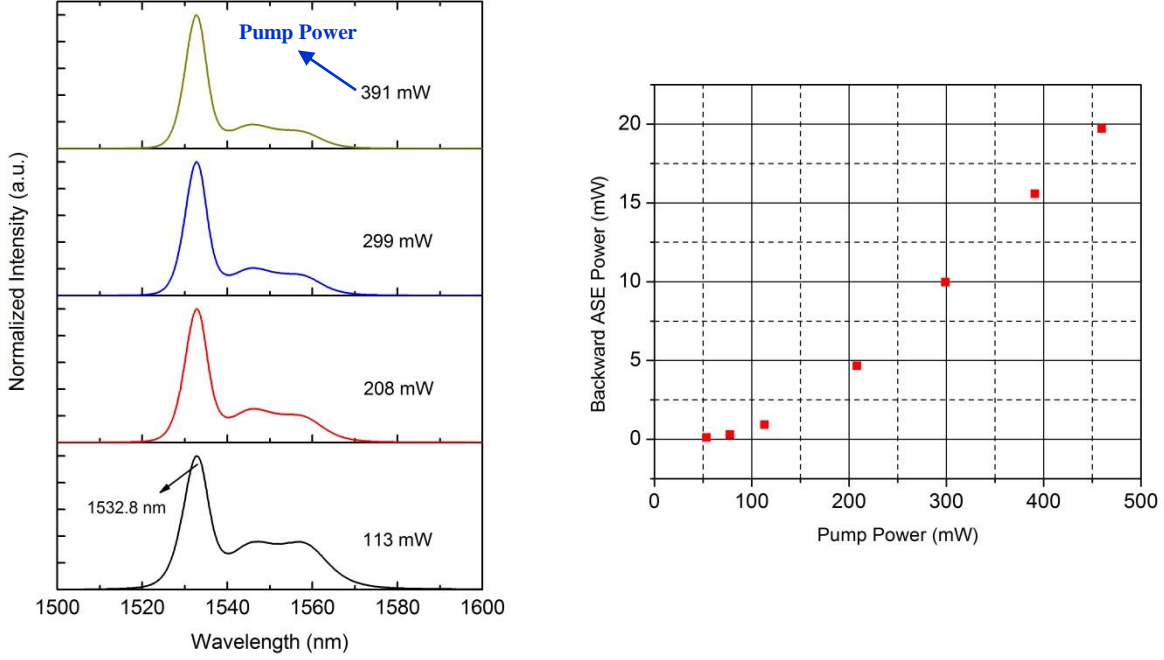 Pump Power
391 mW
299 mW
208 mW
1532.8 nm
113 mW
Normalized Intensity (a.u.)
1500 1520 1540 1560 1580 1600
Wavelength (nm)
20
15
10
5
0
Backward ASE Power (mW)
0 100 200 300 400 500
Pump Power (mW)